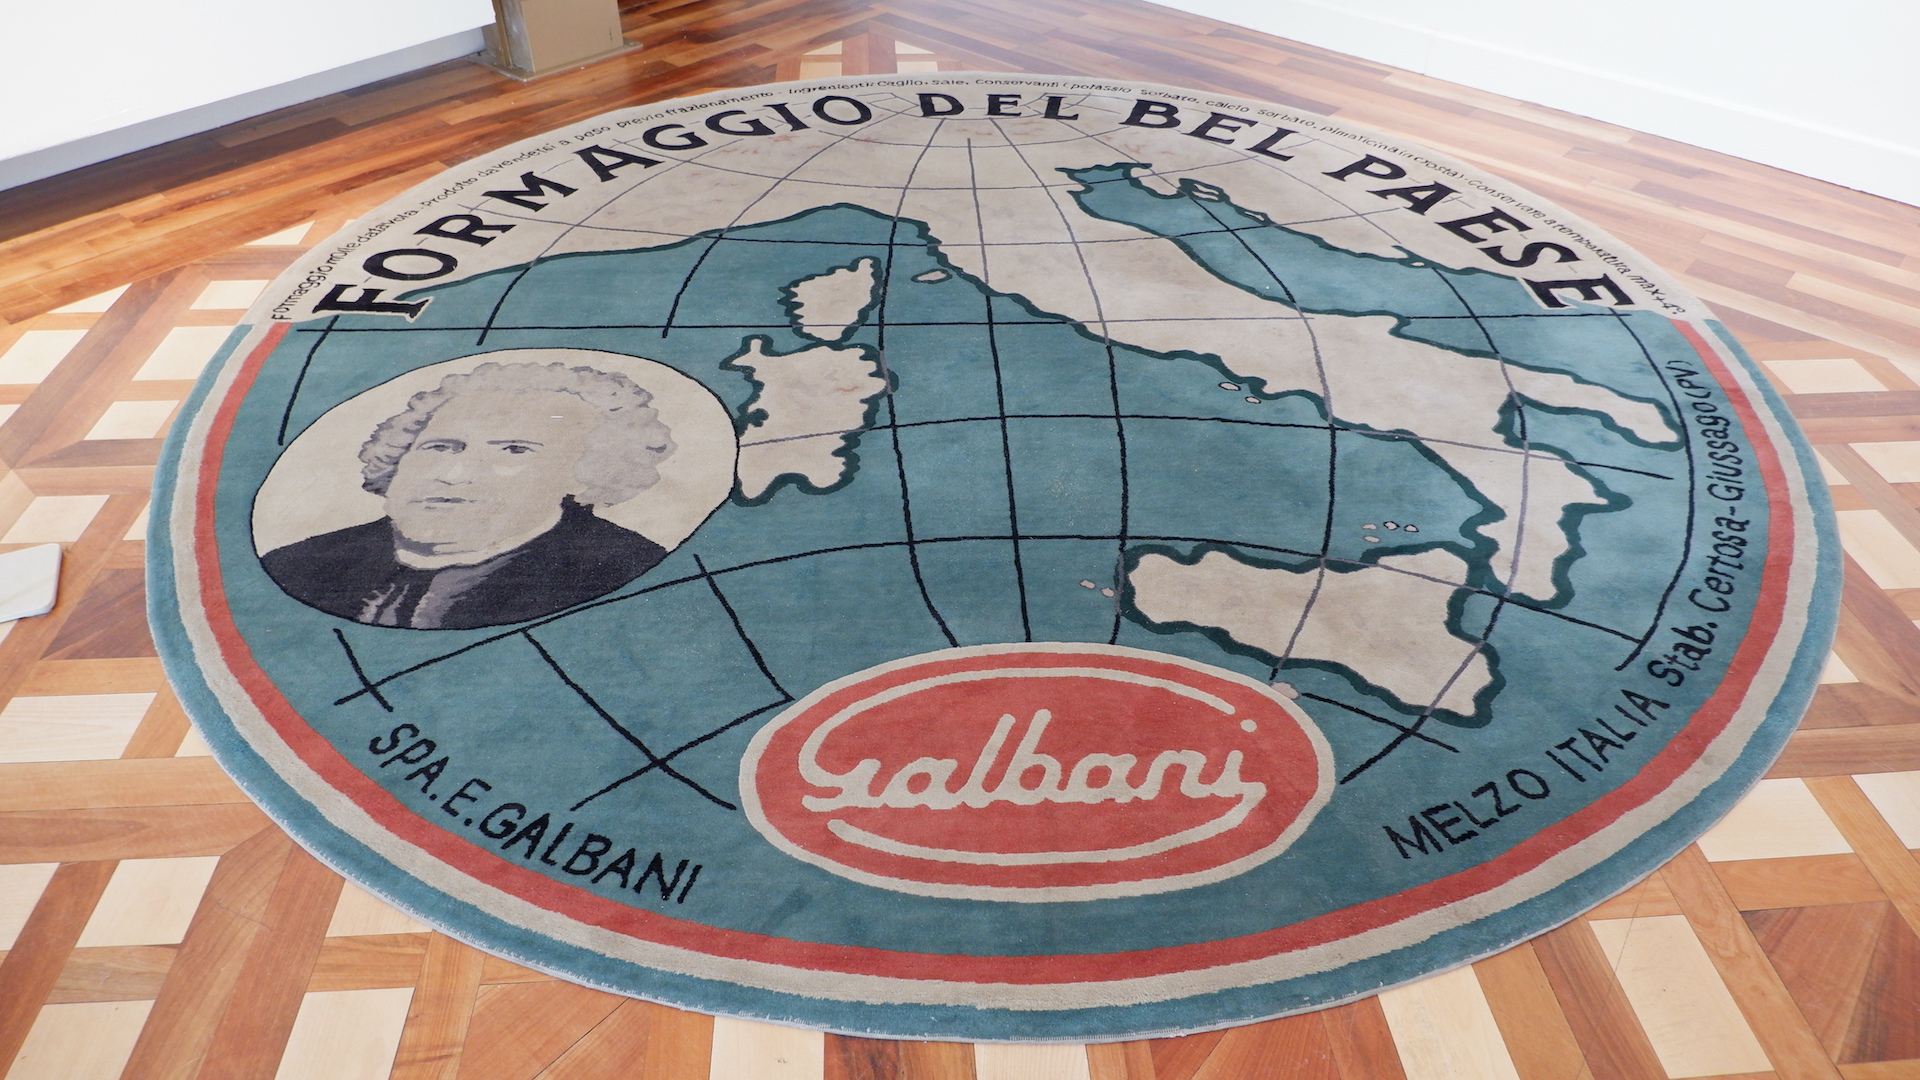 Formaggio molle da tavola. Prodotto da vendersi a peso previo frazionamento. Ingredienti: Caglio, Sale, Conservanti (potassio Sorbato, calcio Sorbato, pimaricina in crosta). Conservare a temperatura max +4°
FORMAGGIO DEL BEL PAESE
SPA. E. GALBANI
Galbani
MELZO ITALIA Stab. Certosa-Giussago (PV)